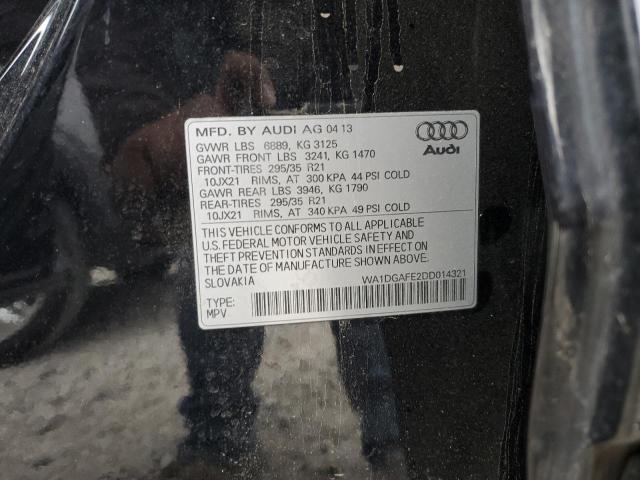 MFD. BY AUDI AG 04 13
GVWR LBS 6889, KG 3125
GAWR FRONT LBS 3241, KG 1470
FRONT-TIRES 295/35 R21
10JX21 RIMS, AT 300 KPA 44 PSI COLD
GAWR REAR LBS 3946, KG 1790
REAR-TIRES 295/35 R21
10JX21 RIMS, AT 340 KPA 49 PSI COLD
Audi
THIS VEHICLE CONFORMS TO ALL APPLICABLE
U.S. FEDERAL MOTOR VEHICLE SAFETY AND
THEFT PREVENTION STANDARDS IN EFFECT ON
THE DATE OF MANUFACTURE SHOWN ABOVE.
SLOVAKIA
WA1DGAFE2DD014321
TYPE:
MPV